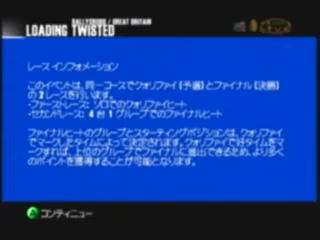 RALLYCROSS / GREAT BRITAIN
LOADING TWISTED
レース インフォメーション
このイベントは、同一コースでクォリファイ【予選】とファイナル【決勝】
の2レースを行います。
・ファーストレース: ソロでのクォリファイヒート
・セカンドレース: 4台1グループでのファイナルヒート
ファイナルヒートのグループとスターティングポジションは、クォリファイ
でマークしたタイムによって決定されます。クォリファイで好タイムをマ
ークすれば、上位のグループでファイナルに進出できるため、より多く
のポイントを獲得することが可能となります。
A コンティニュー